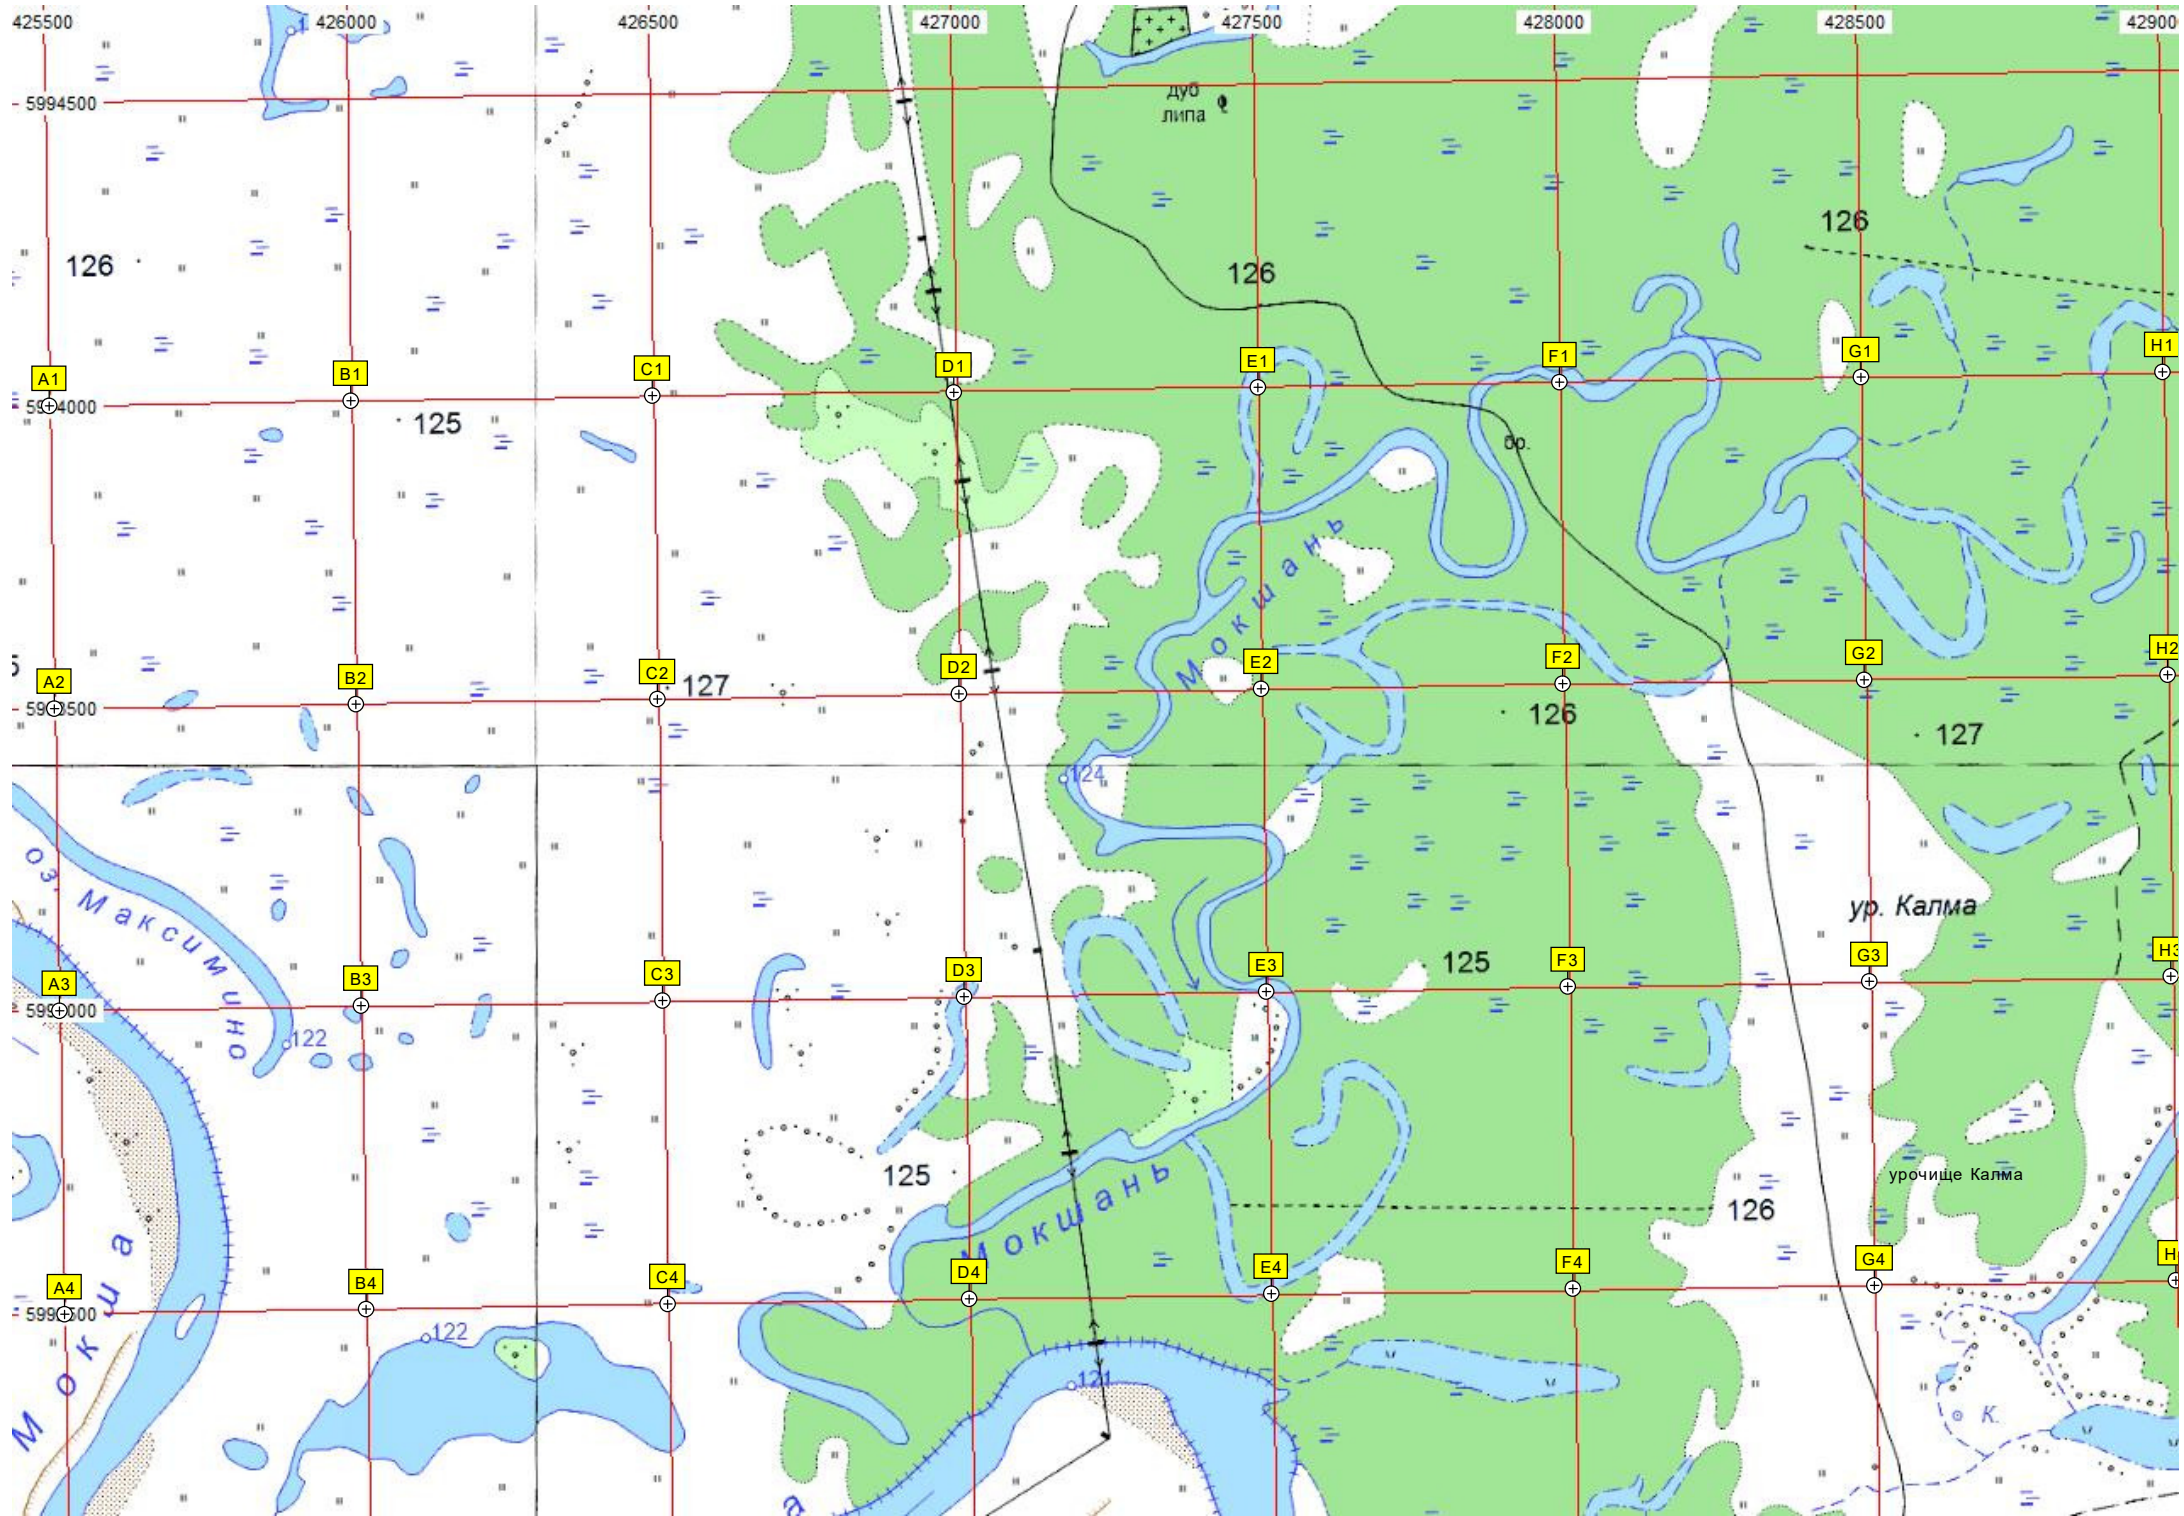 425500 426000 426500 427000 427500 428000 428500 42900
5994500
дуб
липа
126
126
126
A1 B1 C1 D1 E1 F1 G1 H1
125
бр.
Мокшань
A2 B2 C2 D2 E2 F2 G2 H2
127
126
127
124
оз. Максимино
ур. Калма
125
A3 B3 C3 D3 E3 F3 G3 H3
122
125
Мокшань
урочище Калма
126
Мокша
A4 B4 C4 D4 E4 F4 G4 H
122
121
К.
а